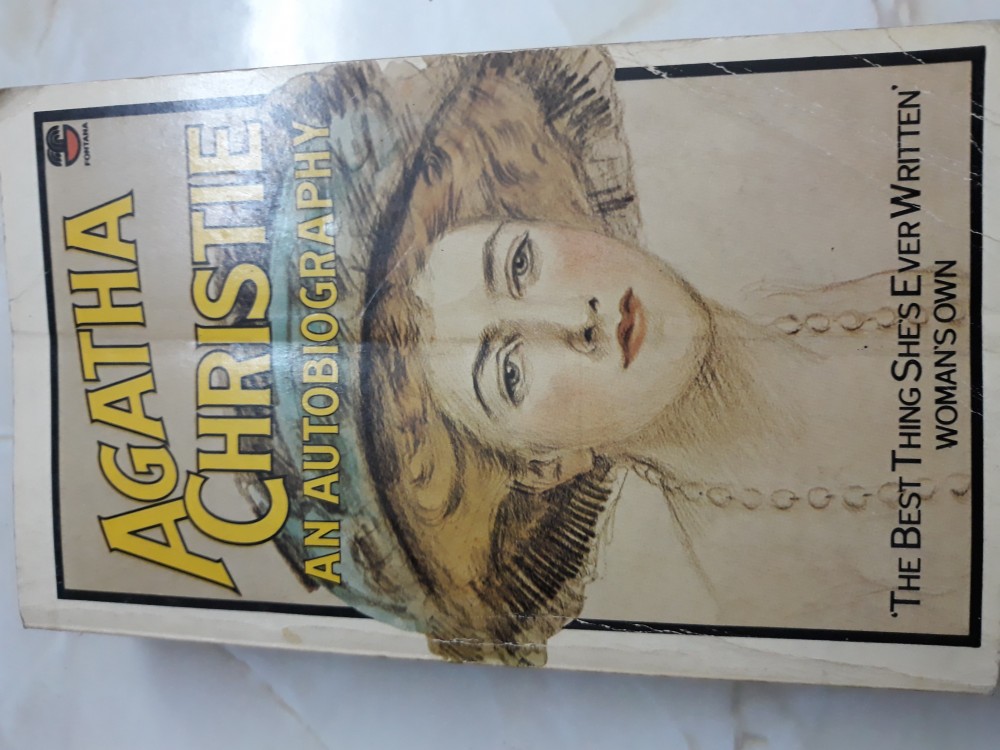 FONTANA
AGATHA
CHRISTIE
AN AUTOBIOGRAPHY
'THE BEST THING SHE'S EVER WRITTEN'
WOMAN'S OWN